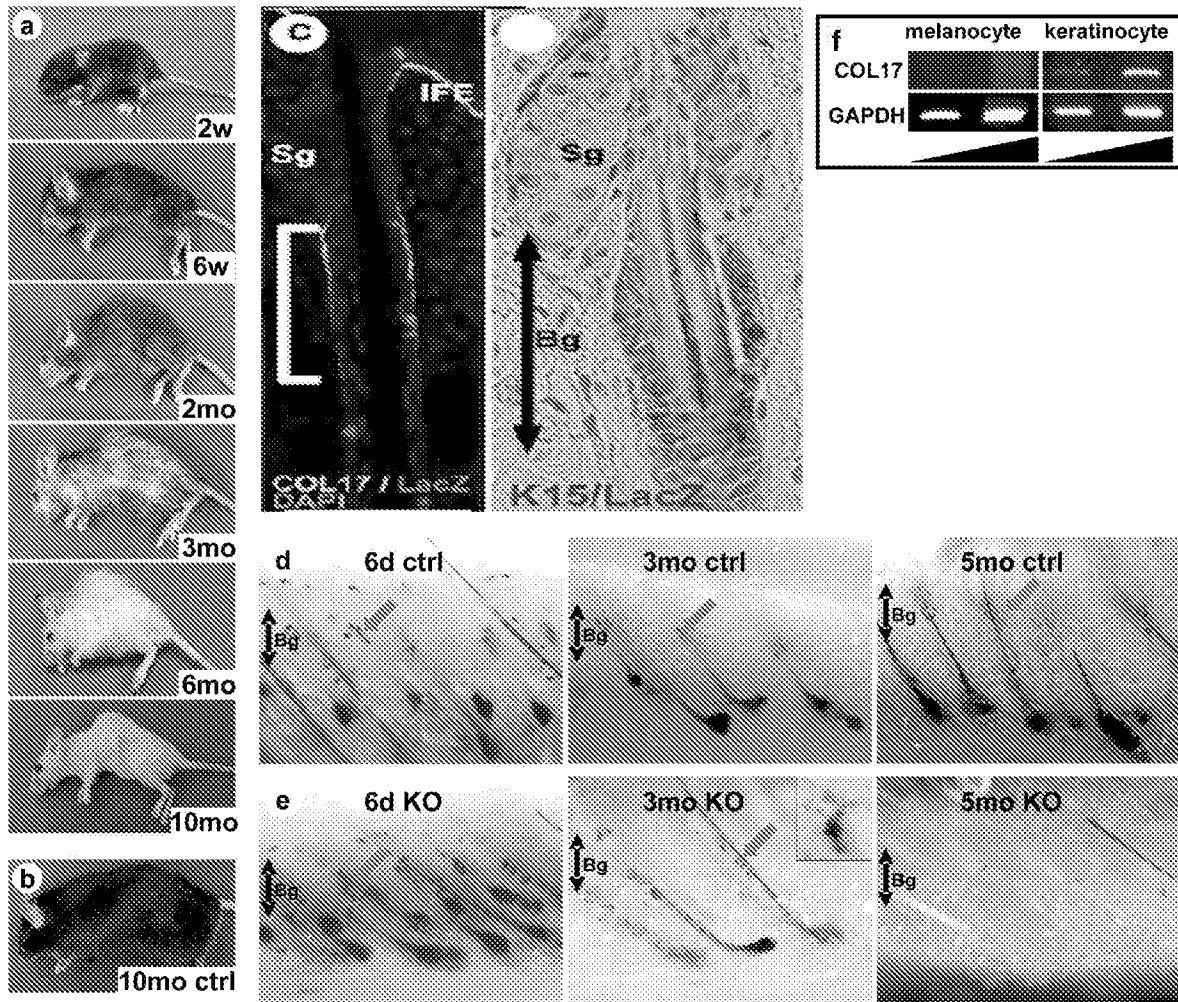 a
2w
6w
2mo
3mo
6mo
10mo
b
10mo ctrl
C
IFE
Sg
COL17 / LacZ
DAPI
Sg
Bg
K15/LacZ
d
6d ctrl
3mo ctrl
5mo ctrl
Bg
Bg
Bg
e
6d KO
3mo KO
5mo KO
Bg
Bg
Bg
f
melanocyte
keratinocyte
COL17
GAPDH